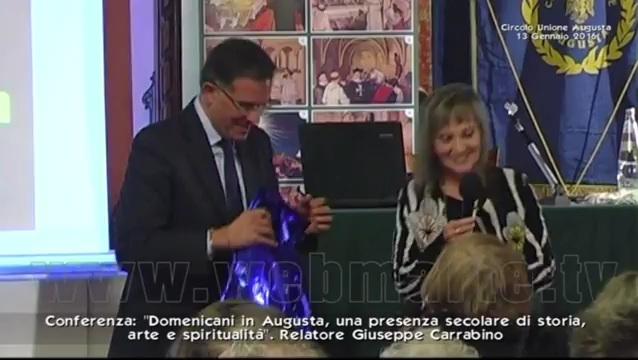 Circolo Unione Augusta
13 Gennaio 2016
AUGUSTA
www.webmarte.tv
Conferenza: "Domenicani in Augusta, una presenza secolare di storia,
arte e spiritualità". Relatore Giuseppe Carrabino